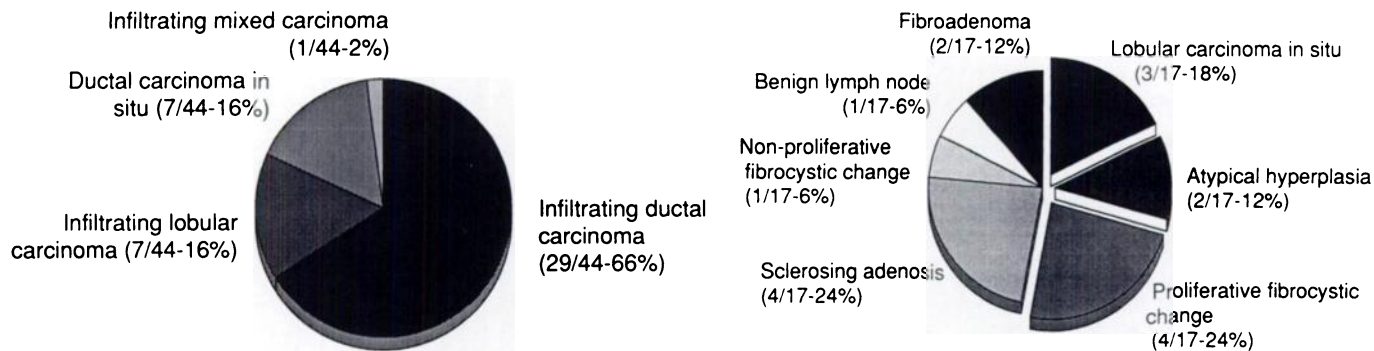 Infiltrating mixed carcinoma
(1/44-2%)
Ductal carcinoma in
situ (7/44-16%)
Infiltrating lobular
carcinoma (7/44-16%)
Infiltrating ductal
carcinoma
(29/44-66%)
Fibroadenoma
(2/17-12%)
Benign lymph node
(1/17-6%)
Non-proliferative
fibrocystic change
(1/17-6%)
Sclerosing adenosis
(4/17-24%)
Lobular carcinoma in situ
(3/17-18%)
Atypical hyperplasia
(2/17-12%)
Proliferative fibrocystic
change
(4/17-24%)